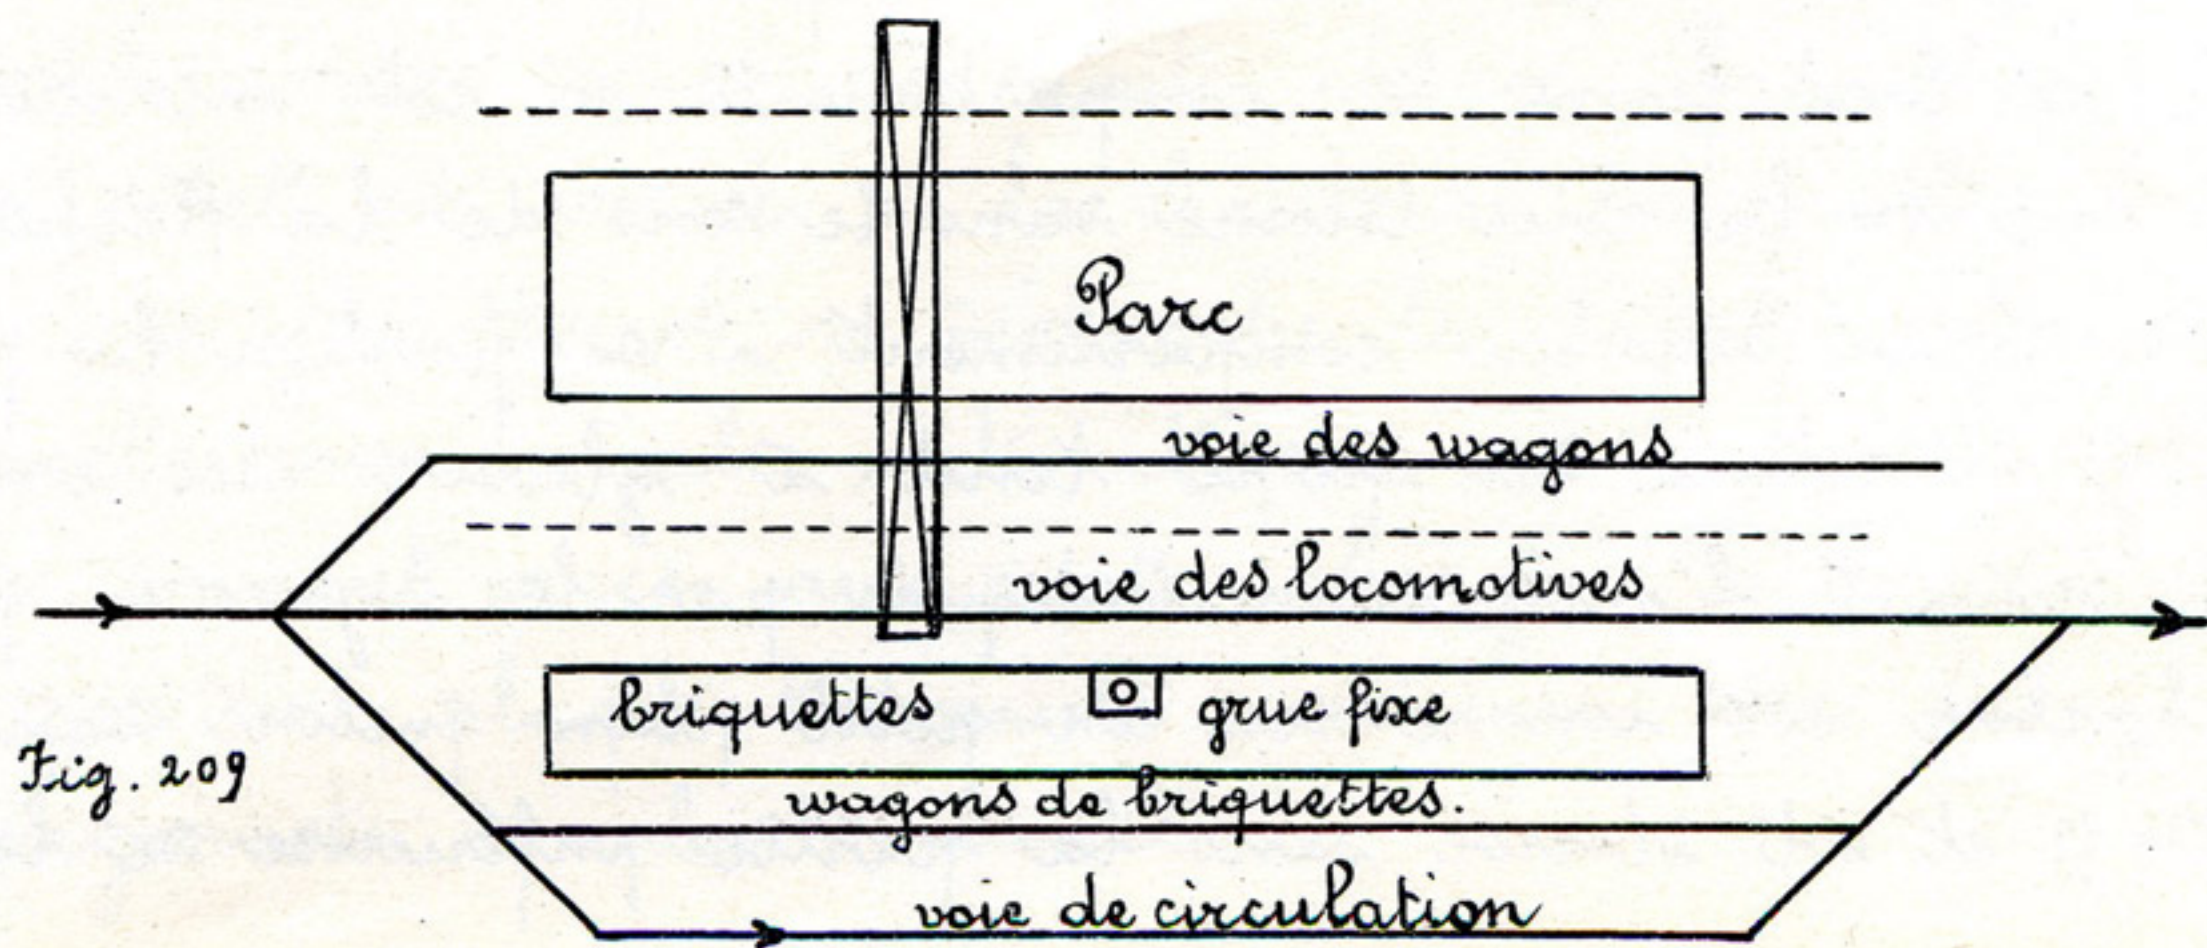 Parc
voie des wagons
voie des locomotives
briquettes
grue fixe
Fig. 209
wagons de briquettes.
voie de circulation